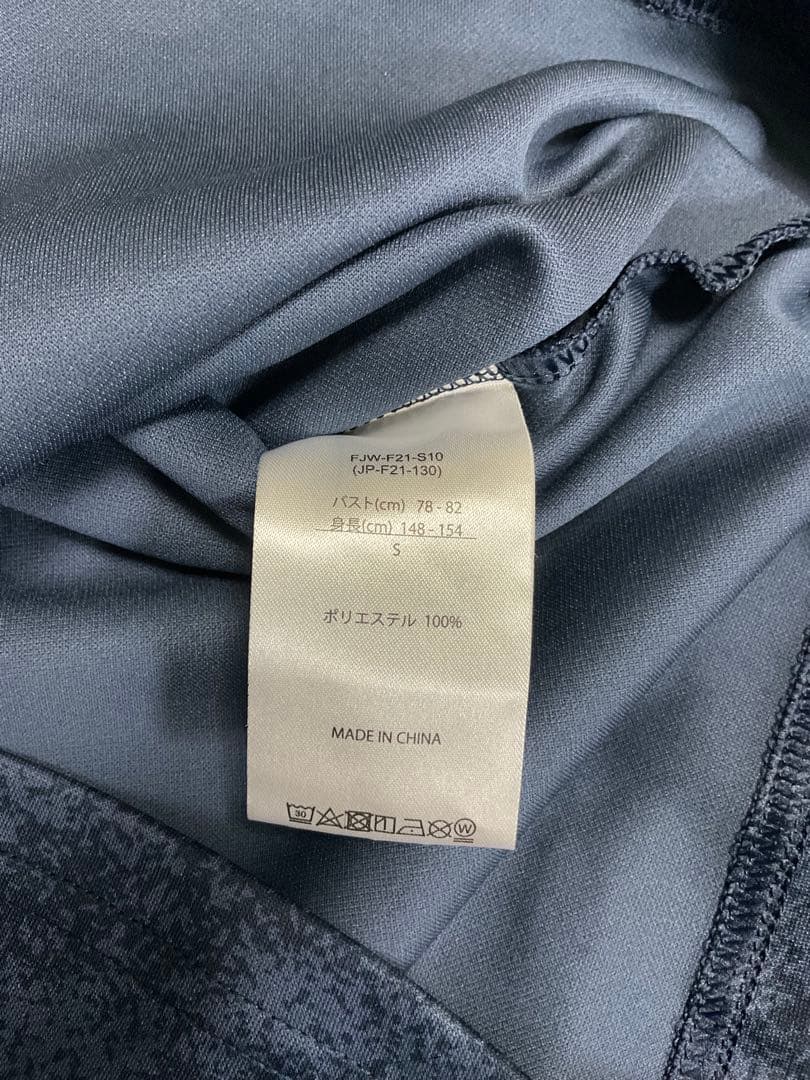 FJW-F21-S10
(JP-F21-130)
バスト(cm) 78 - 82
身長(cm) 148 - 154
S
ポリエステル 100%
MADE IN CHINA
30 W